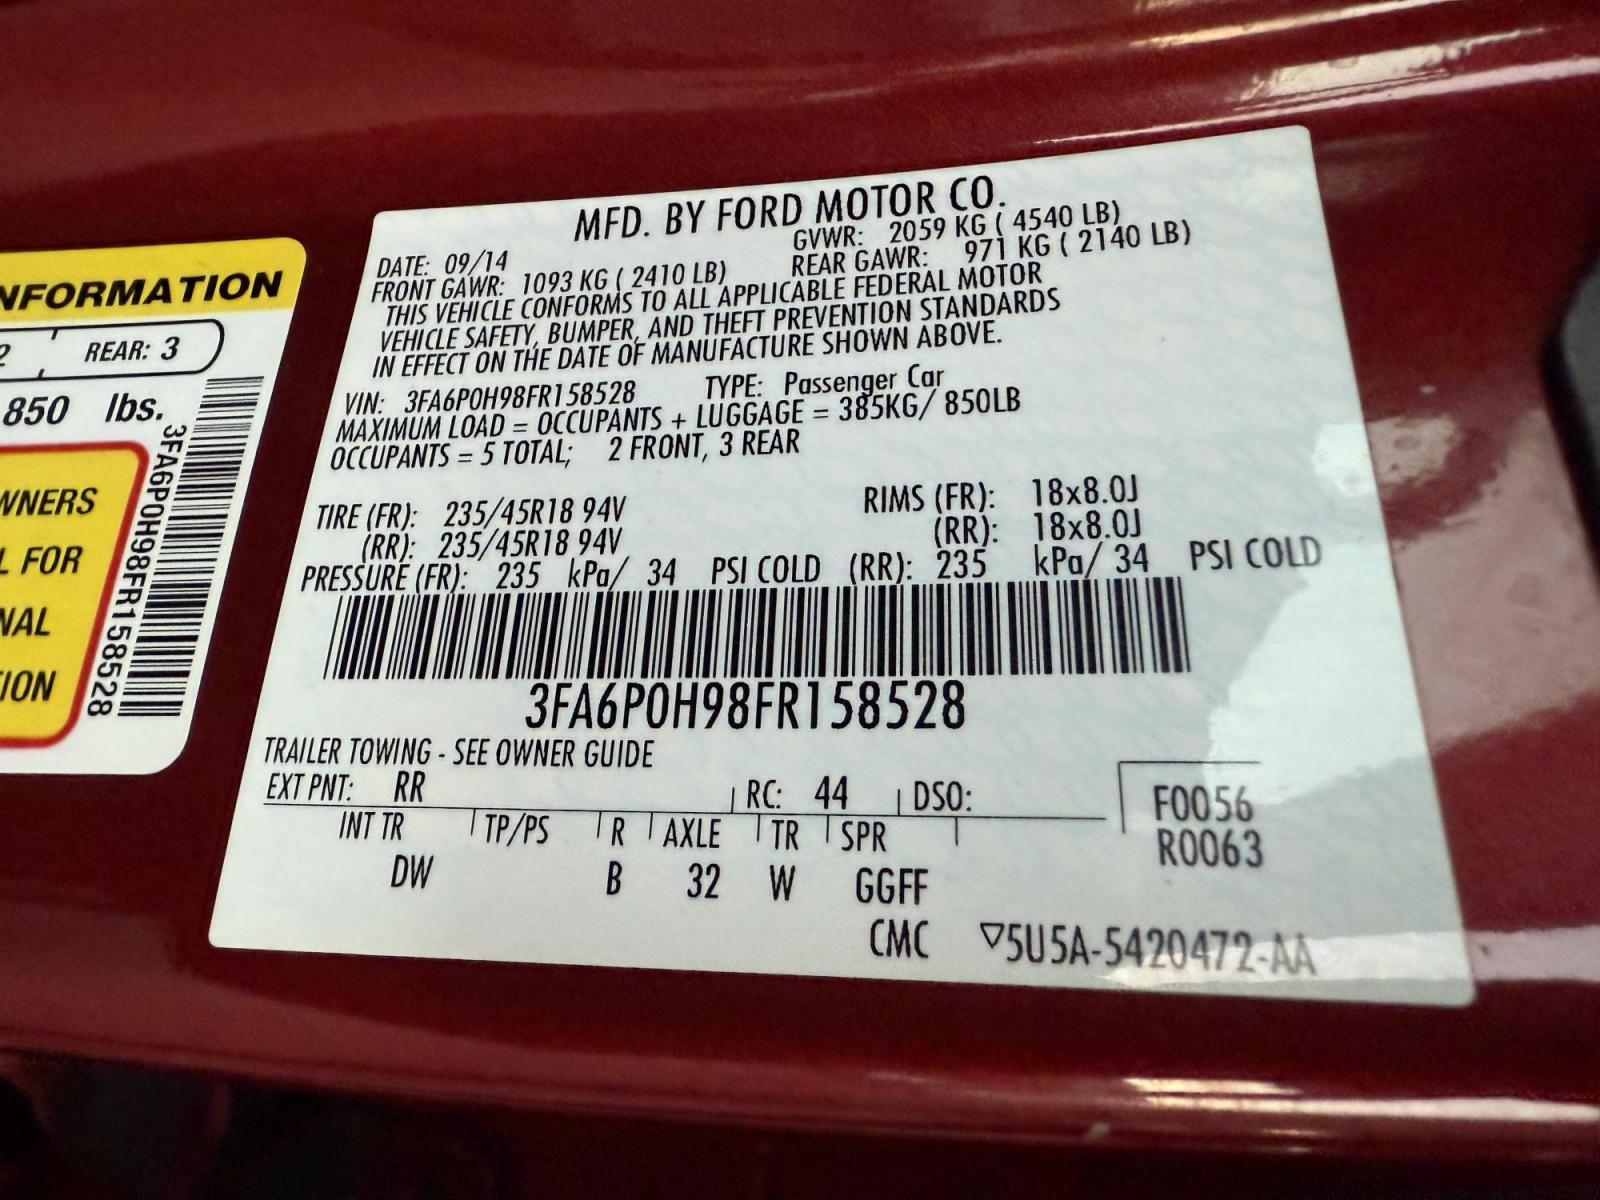 NFORMATION
REAR: 3
850 lbs.
WNERS
L FOR
NAL
ION
3FA6P0H98FR158528
MFD. BY FORD MOTOR CO.
DATE: 09/14 GVWR: 2059 KG ( 4540 LB)
FRONT GAWR: 1093 KG ( 2410 LB) REAR GAWR: 971 KG ( 2140 LB)
THIS VEHICLE CONFORMS TO ALL APPLICABLE FEDERAL MOTOR
VEHICLE SAFETY, BUMPER, AND THEFT PREVENTION STANDARDS
IN EFFECT ON THE DATE OF MANUFACTURE SHOWN ABOVE.
VIN: 3FA6P0H98FR158528 TYPE: Passenger Car
MAXIMUM LOAD = OCCUPANTS + LUGGAGE = 385KG/ 850LB
OCCUPANTS = 5 TOTAL; 2 FRONT, 3 REAR
TIRE (FR): 235/45R18 94V RIMS (FR): 18x8.0J
(RR): 235/45R18 94V (RR): 18x8.0J
PRESSURE (FR): 235 kPa/ 34 PSI COLD (RR): 235 kPa/ 34 PSI COLD
3FA6P0H98FR158528
TRAILER TOWING - SEE OWNER GUIDE
EXT PNT: RR RC: 44 DSO: F0056
INT TR TP/PS R AXLE TR SPR R0063
DW B 32 W GGFF
CMC ▽5U5A-5420472-AA